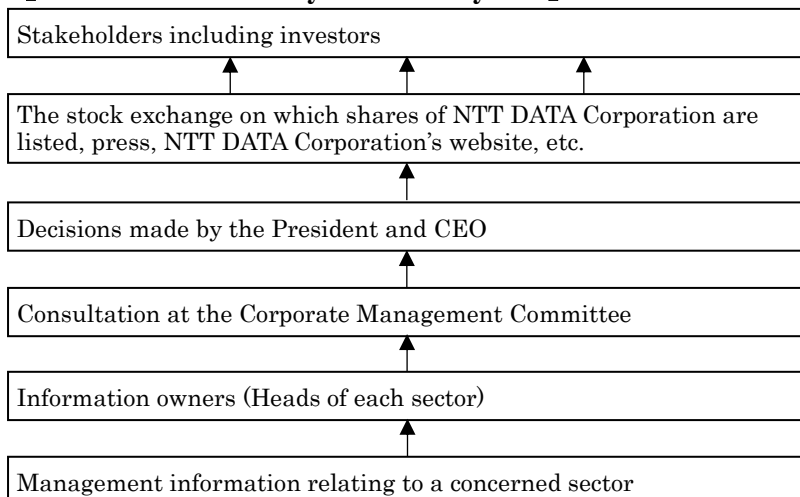 Stakeholders including investors
The stock exchange on which shares of NTT DATA Corporation are
listed, press, NTT DATA Corporation's website, etc.
Decisions made by the President and CEO
Consultation at the Corporate Management Committee
Information owners (Heads of each sector)
Management information relating to a concerned sector